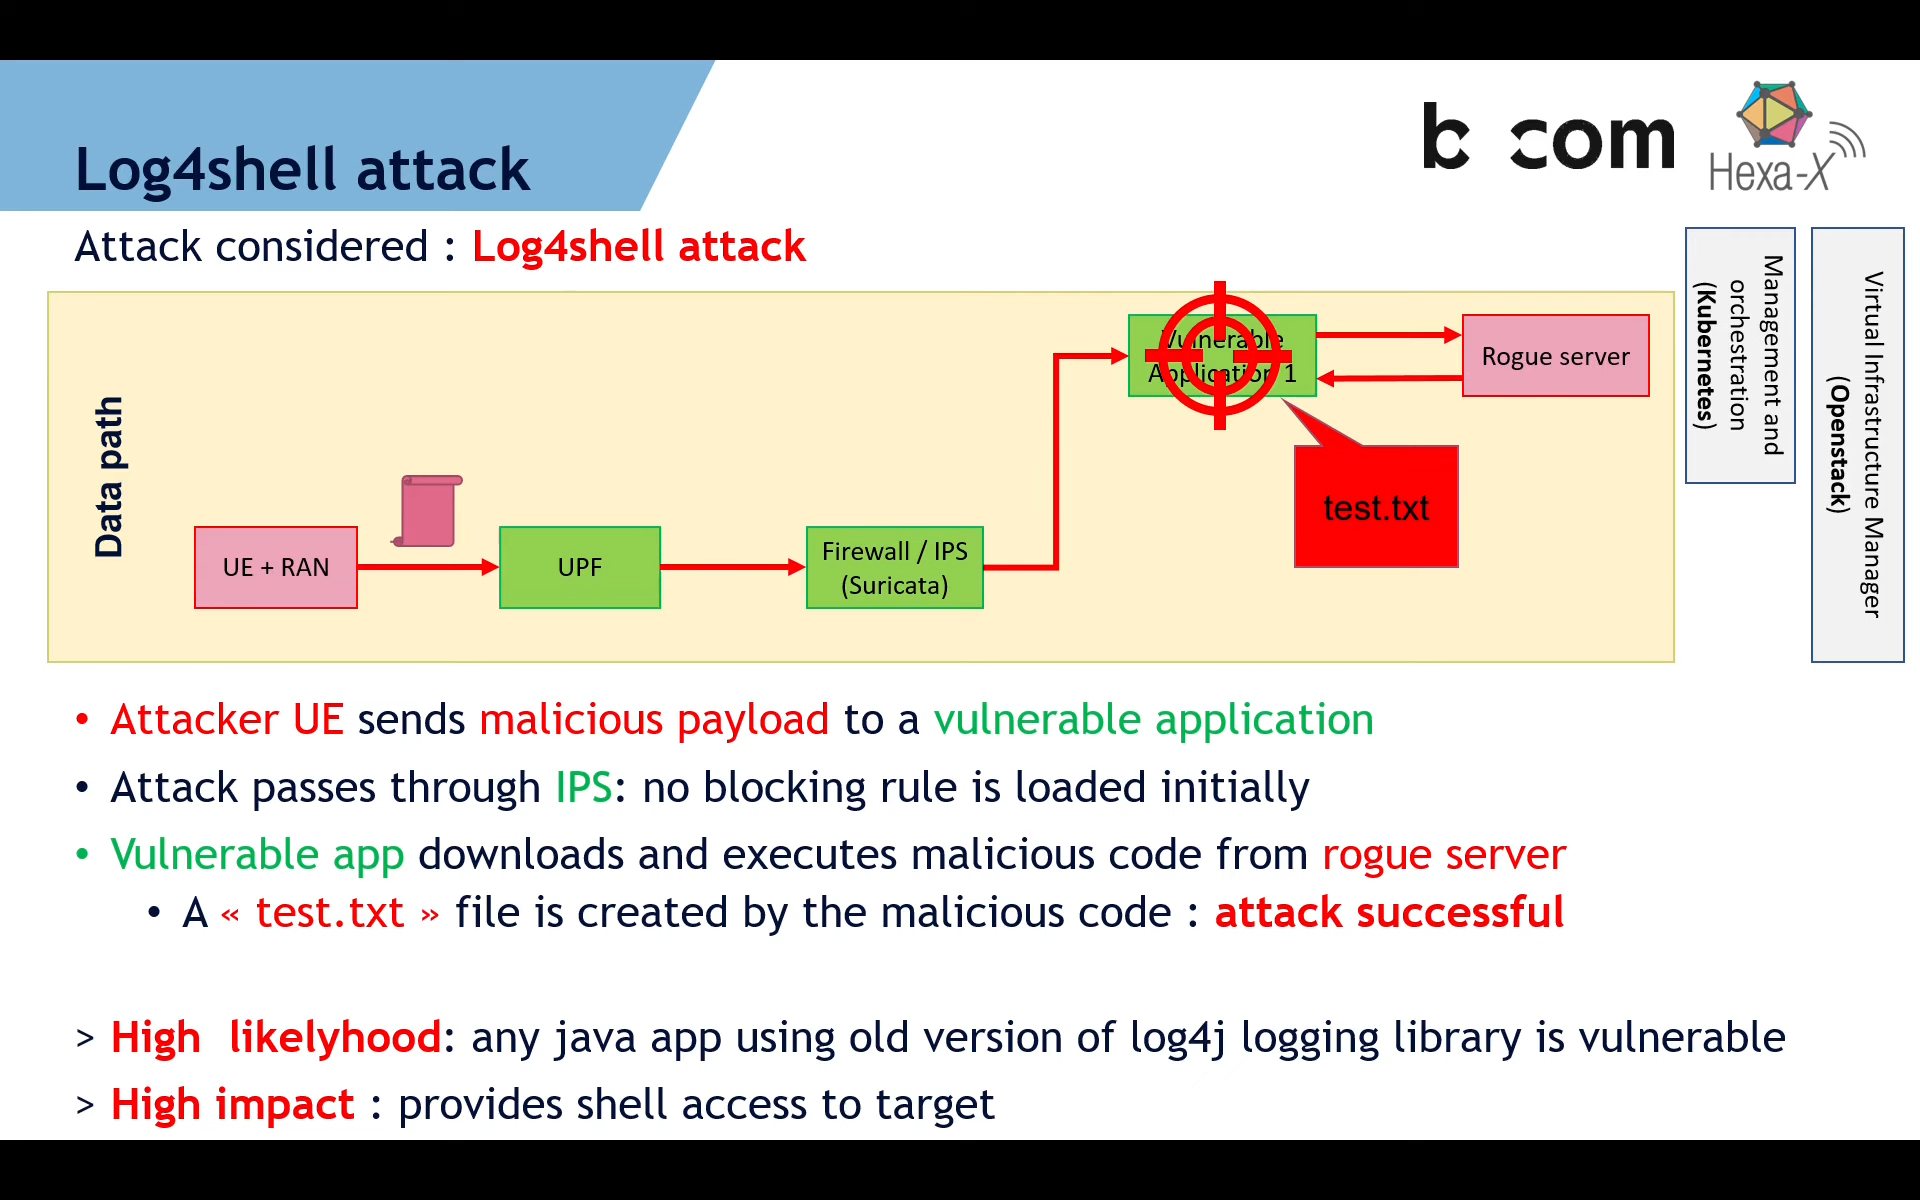 Log4shell attack
b com
Hexa-X
Attack considered : Log4shell attack
Data path
UE + RAN
UPF
Firewall / IPS
(Suricata)
Vulnerable
Application 1
Rogue server
test.txt
Management and
orchestration
(Kubernetes)
Virtual Infrastructure Manager
(Openstack)
• Attacker UE sends malicious payload to a vulnerable application
• Attack passes through IPS: no blocking rule is loaded initially
• Vulnerable app downloads and executes malicious code from rogue server
• A « test.txt » file is created by the malicious code : attack successful
> High likelyhood: any java app using old version of log4j logging library is vulnerable
> High impact : provides shell access to target